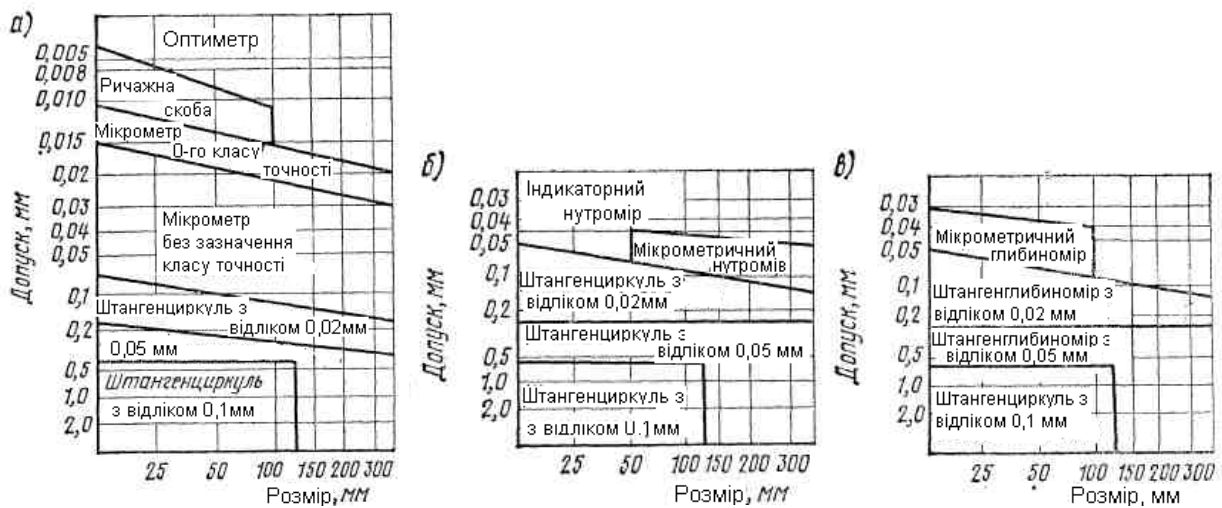 а)
Допуск, мм
0,005
0,008
0,010
0,015
0,02
0,03
0,04
0,05
0,1
0,2
0,5
1,0
2,0
Оптиметр
Ричажна
скоба
Мікрометр
0-го класу
точності
Мікрометр
без зазначення
класу точності
Штангенциркуль з
відліком 0,02мм
0,05 мм
Штангенциркуль
з відліком 0,1мм
25 50 100 150 200 300
Розмір, мм
б)
Допуск, мм
0,03
0,04
0,05
0,1
0,2
0,5
1,0
2,0
Індикаторний
нутромір
Мікрометричний
нутромів
Штангенциркуль з
відліком 0,02мм
Штангенциркуль з
відліком 0,05 мм
Штангенциркуль з
з відліком 0.1мм
25 50 100 150 200 300
Розмір, мм
в)
Допуск, мм
0,03
0,04
0,05
0,1
0,2
0,5
1,0
2,0
Мікрометричний
глибиномір
Штангенглибиномір з
відліком 0,02 мм
Штангенглибиномір з
відліком 0,05 мм
Штангенциркуль з
відліком 0,1 мм
25 50 100 150 200 300
Розмір, мм